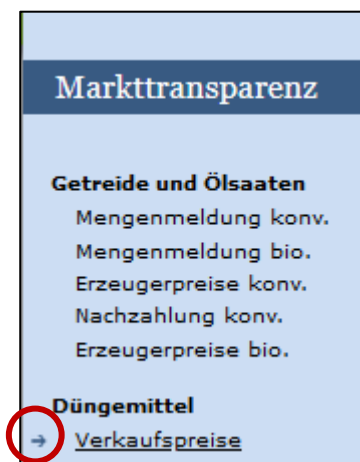 Markttransparenz
Getreide und Ölsaaten
Mengenmeldung konv.
Mengenmeldung bio.
Erzeugerpreise konv.
Nachzahlung konv.
Erzeugerpreise bio.
Düngemittel
Verkaufspreise